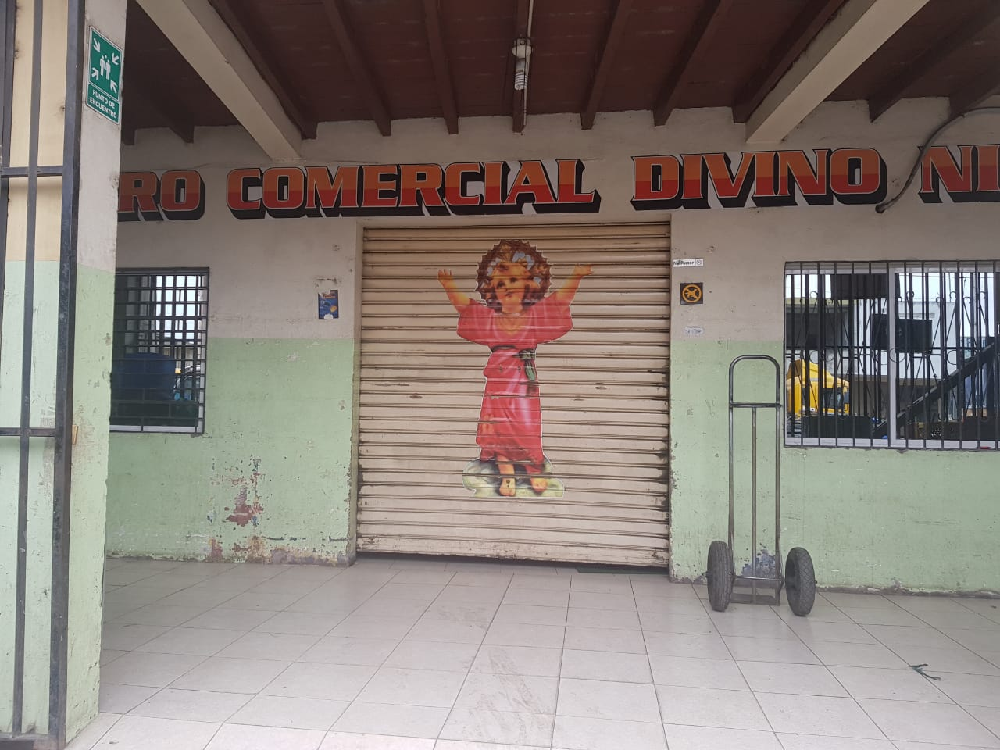 PUNTO DE
ENCUENTRO
RO COMERCIAL DIVINO NI
No Fumar